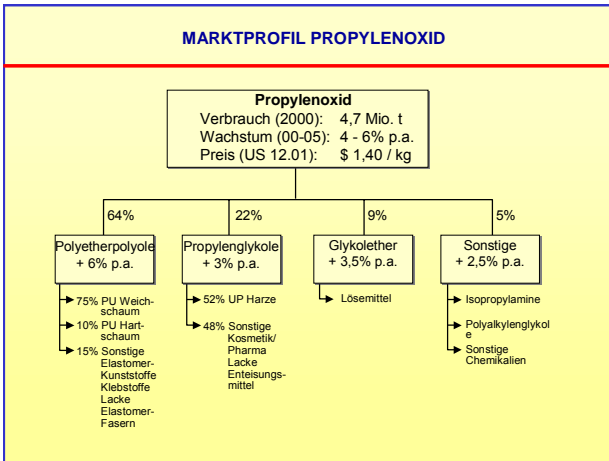 MARKTPROFIL PROPYLENOXID
Propylenoxid
Verbrauch (2000): 4,7 Mio. t
Wachstum (00-05): 4 - 6% p.a.
Preis (US 12.01): $ 1,40 / kg
64%
22%
9%
5%
Polyetherpolyole
+ 6% p.a.
Propylenglykole
+ 3% p.a.
Glykolether
+ 3,5% p.a.
Sonstige
+ 2,5% p.a.
75% PU Weich-
schaum
10% PU Hart-
schaum
15% Sonstige
Elastomer-
Kunststoffe
Klebstoffe
Lacke
Elastomer-
Fasern
52% UP Harze
48% Sonstige
Kosmetik/
Pharma
Lacke
Enteisungs-
mittel
Lösemittel
Isopropylamine
Polyalkylenglykol
e
Sonstige
Chemikalien